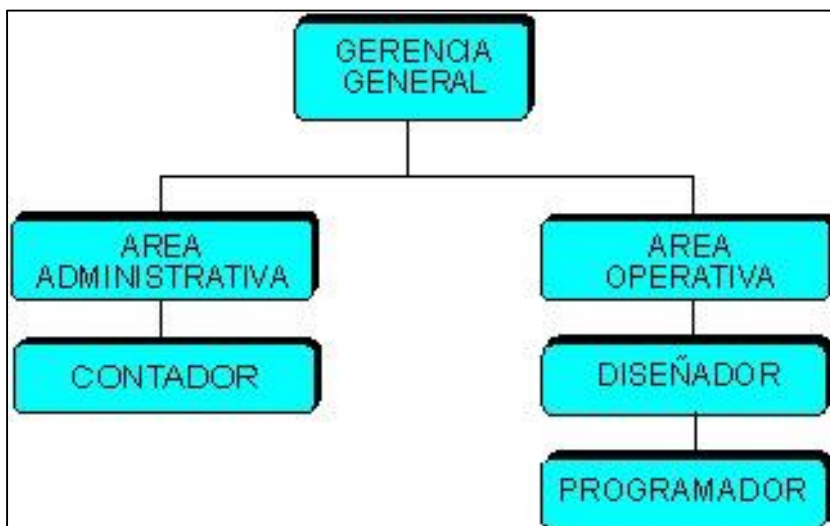 GERENCIA
GENERAL
AREA
ADMINISTRATIVA
AREA
OPERATIVA
CONTADOR
DISEÑADOR
PROGRAMADOR